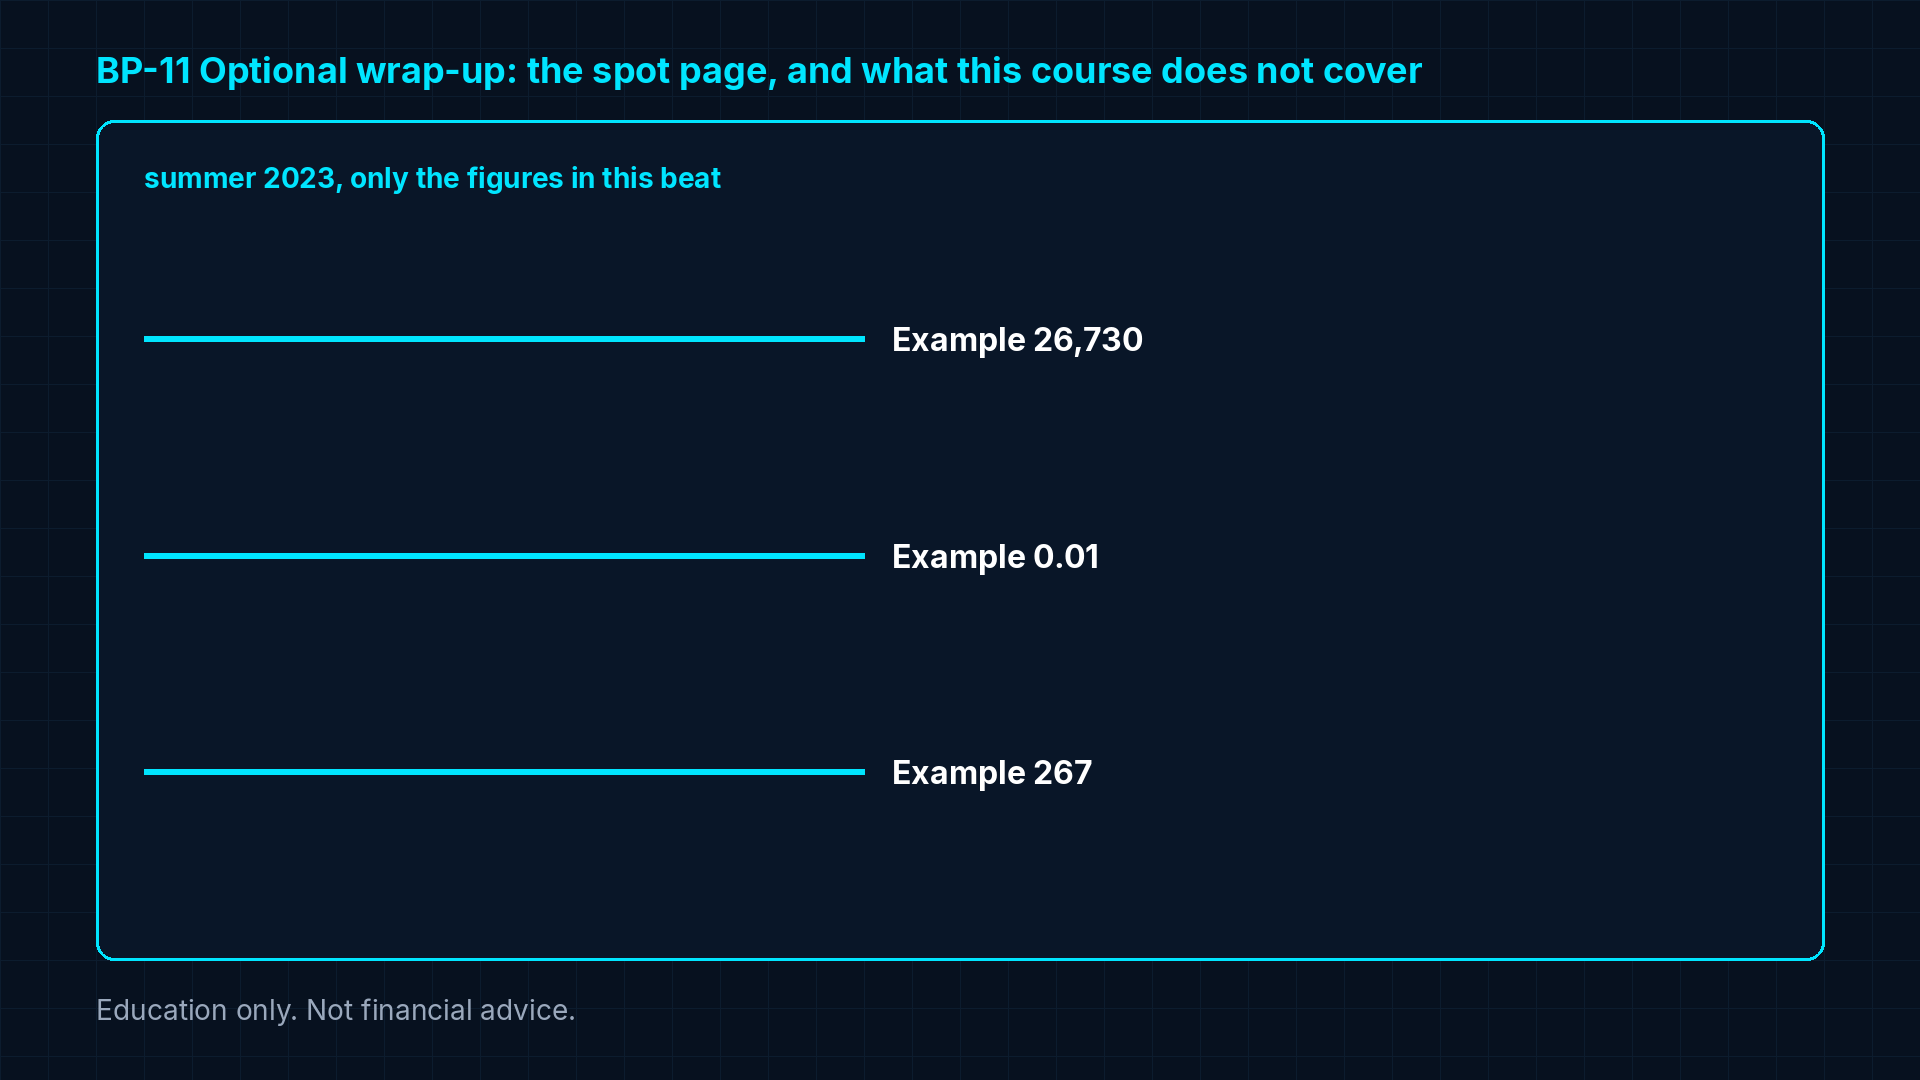 BP-11 Optional wrap-up: the spot page, and what this course does not cover
summer 2023, only the figures in this beat
Example 26,730
Example 0.01
Example 267
Education only. Not financial advice.